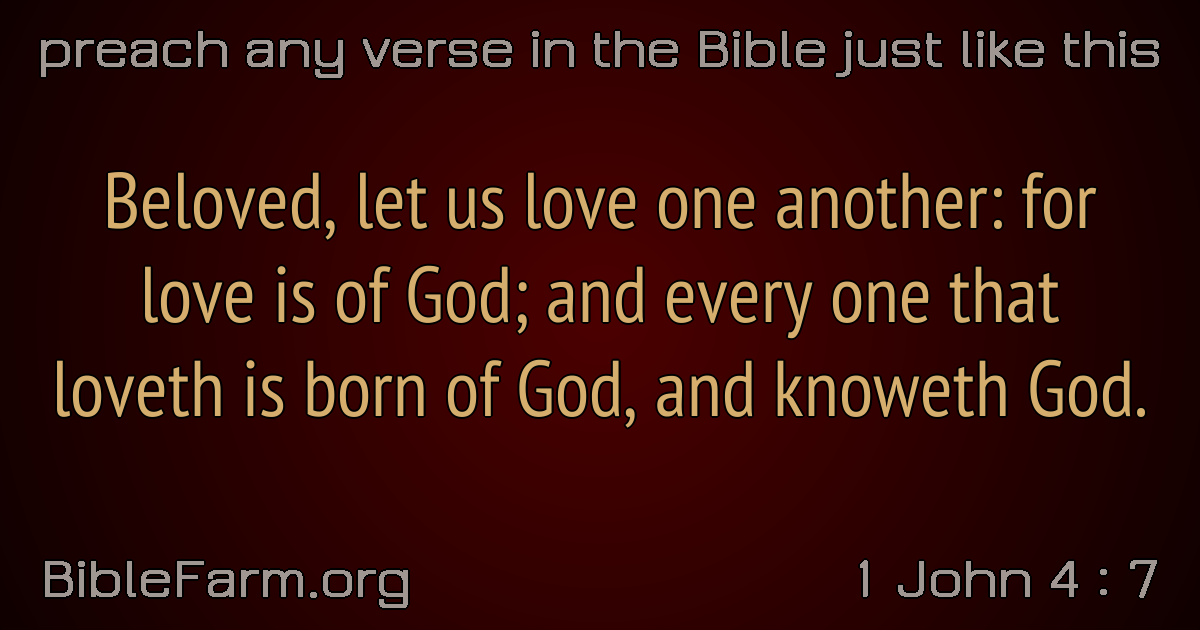 preach any verse in the Bible just like this
Beloved, let us love one another: for
love is of God; and every one that
loveth is born of God, and knoweth God.
BibleFarm.org
1 John 4 : 7